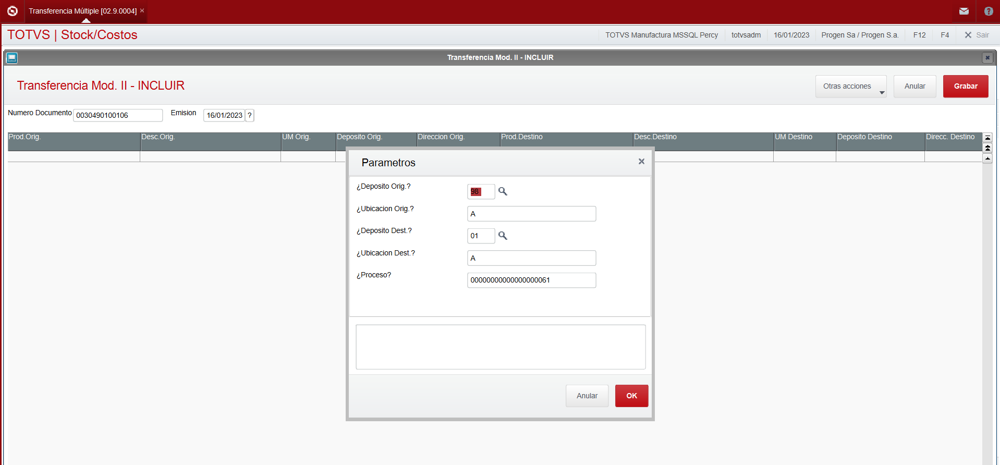 Transferencia Múltiple [02.9.0004] ×
TOTVS | Stock/Costos
TOTVS Manufactura MSSQL Percy totvsadm 16/01/2023 Progen Sa / Progen S.a. F12 F4 Sair
Transferencia Mod. II - INCLUIR
Transferencia Mod. II - INCLUIR
Otras acciones Anular Grabar
Numero Documento 0030490100106 Emision 16/01/2023 ?
Prod.Orig. Desc.Orig. UM Orig. Deposito Orig. Direccion Orig. Prod.Destino Desc.Destino UM Destino Deposito Destino Direcc. Destino
Parametros
¿Deposito Orig.? 98
¿Ubicacion Orig.? A
¿Deposito Dest.? 01
¿Ubicacion Dest.? A
¿Proceso? 00000000000000000061
Anular OK